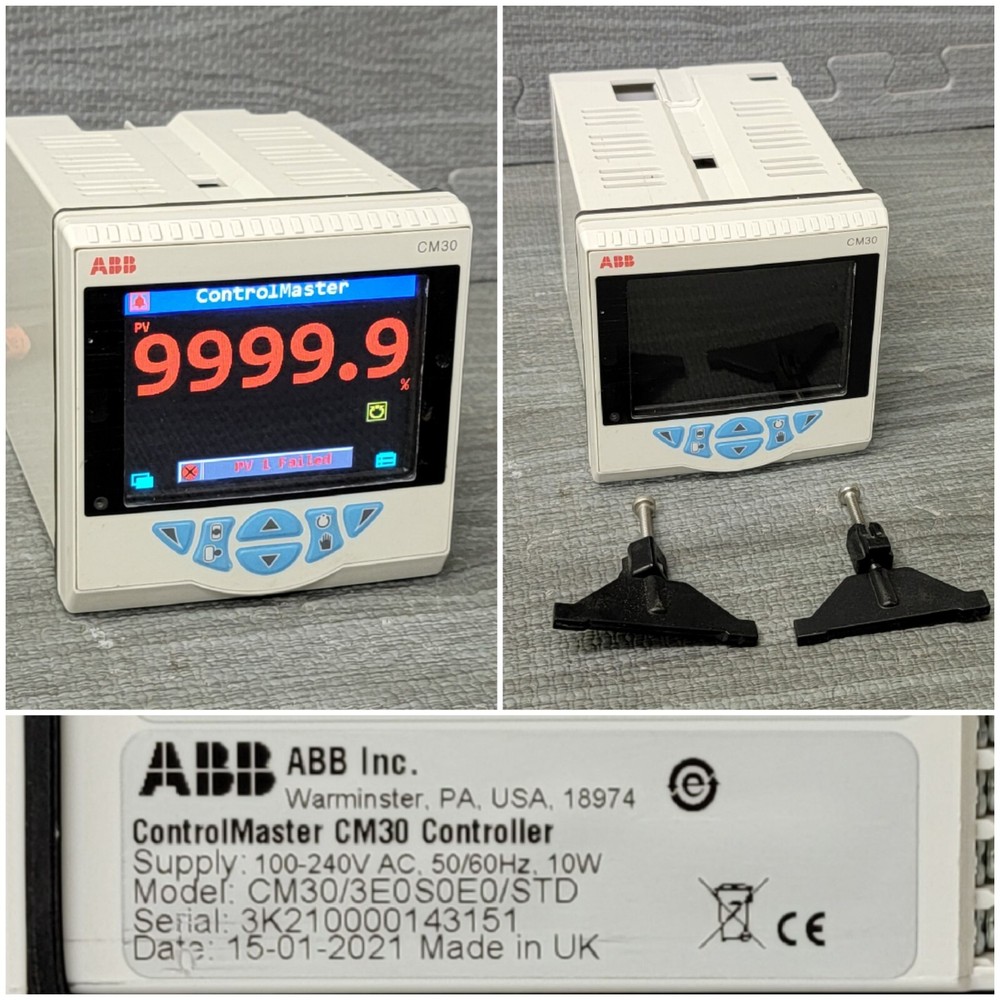 CM30
ABB
ControlMaster
PV
9999.9
%
PV 1 Failed
CM30
ABB
ABB ABB Inc.
Warminster, PA, USA, 18974
ControlMaster CM30 Controller
Supply: 100-240V AC, 50/60Hz, 10W
Model: CM30/3E0S0E0/STD
Serial: 3K210000143151
Date: 15-01-2021 Made in UK
CE